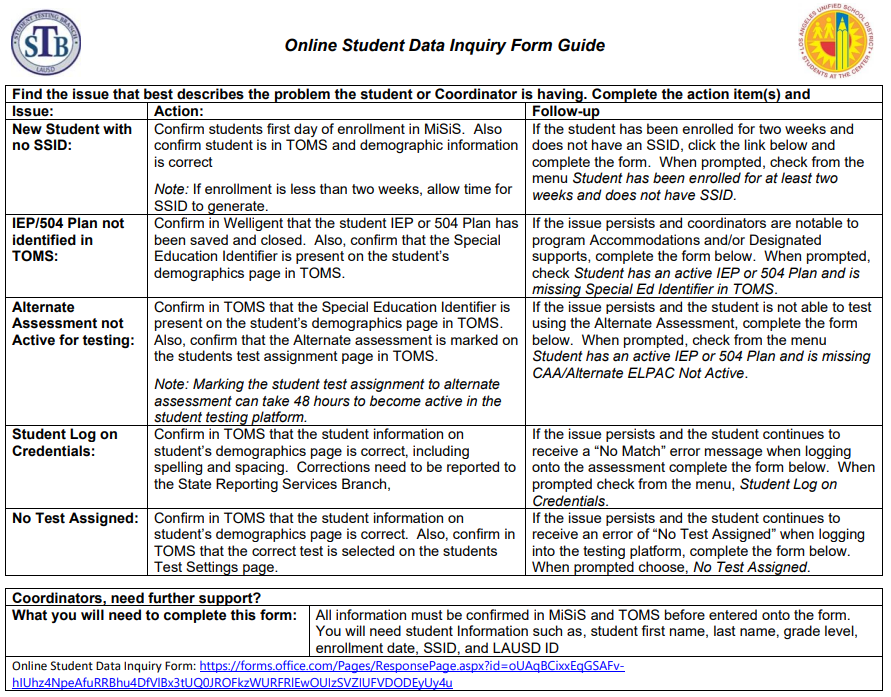 STUDENT TESTING BRANCH
STB
LAUSD
Online Student Data Inquiry Form Guide
LOS ANGELES UNIFIED SCHOOL DISTRICT
STUDENTS AT THE CENTER
Find the issue that best describes the problem the student or Coordinator is having. Complete the action item(s) and
Issue:
Action:
Follow-up
New Student with
no SSID:
Confirm students first day of enrollment in MiSiS. Also
confirm student is in TOMS and demographic information
is correct
Note: If enrollment is less than two weeks, allow time for
SSID to generate.
If the student has been enrolled for two weeks and
does not have an SSID, click the link below and
complete the form. When prompted, check from the
menu Student has been enrolled for at least two
weeks and does not have SSID.
IEP/504 Plan not
identified in
TOMS:
Confirm in Welligent that the student IEP or 504 Plan has
been saved and closed. Also, confirm that the Special
Education Identifier is present on the student's
demographics page in TOMS.
If the issue persists and coordinators are notable to
program Accommodations and/or Designated
supports, complete the form below. When prompted,
check Student has an active IEP or 504 Plan and is
missing Special Ed Identifier in TOMS.
Alternate
Assessment not
Active for testing:
Confirm in TOMS that the Special Education Identifier is
present on the student's demographics page in TOMS.
Also, confirm that the Alternate assessment is marked on
the students test assignment page in TOMS.
Note: Marking the student test assignment to alternate
assessment can take 48 hours to become active in the
student testing platform.
If the issue persists and the student is not able to test
using the Alternate Assessment, complete the form
below. When prompted, check from the menu
Student has an active IEP or 504 Plan and is missing
CAA/Alternate ELPAC Not Active.
Student Log on
Credentials:
Confirm in TOMS that the student information on
student's demographics page is correct, including
spelling and spacing. Corrections need to be reported to
the State Reporting Services Branch,
If the issue persists and the student continues to
receive a “No Match” error message when logging
onto the assessment complete the form below. When
prompted check from the menu, Student Log on
Credentials.
No Test Assigned:
Confirm in TOMS that the student information on
student's demographics page is correct. Also, confirm in
TOMS that the correct test is selected on the students
Test Settings page.
If the issue persists and the student continues to
receive an error of “No Test Assigned” when logging
into the testing platform, complete the form below.
When prompted choose, No Test Assigned.
Coordinators, need further support?
What you will need to complete this form:
All information must be confirmed in MiSiS and TOMS before entered onto the form.
You will need student Information such as, student first name, last name, grade level,
enrollment date, SSID, and LAUSD ID
Online Student Data Inquiry Form: https://forms.office.com/Pages/ResponsePage.aspx?id=oUAqBCixxEqGSAFv-
hIUhz4NpeAfuRRBhu4DfVlBx3tUQ0JROFkzWURFRlEwOUIzSVZIUFVDODEyUy4u